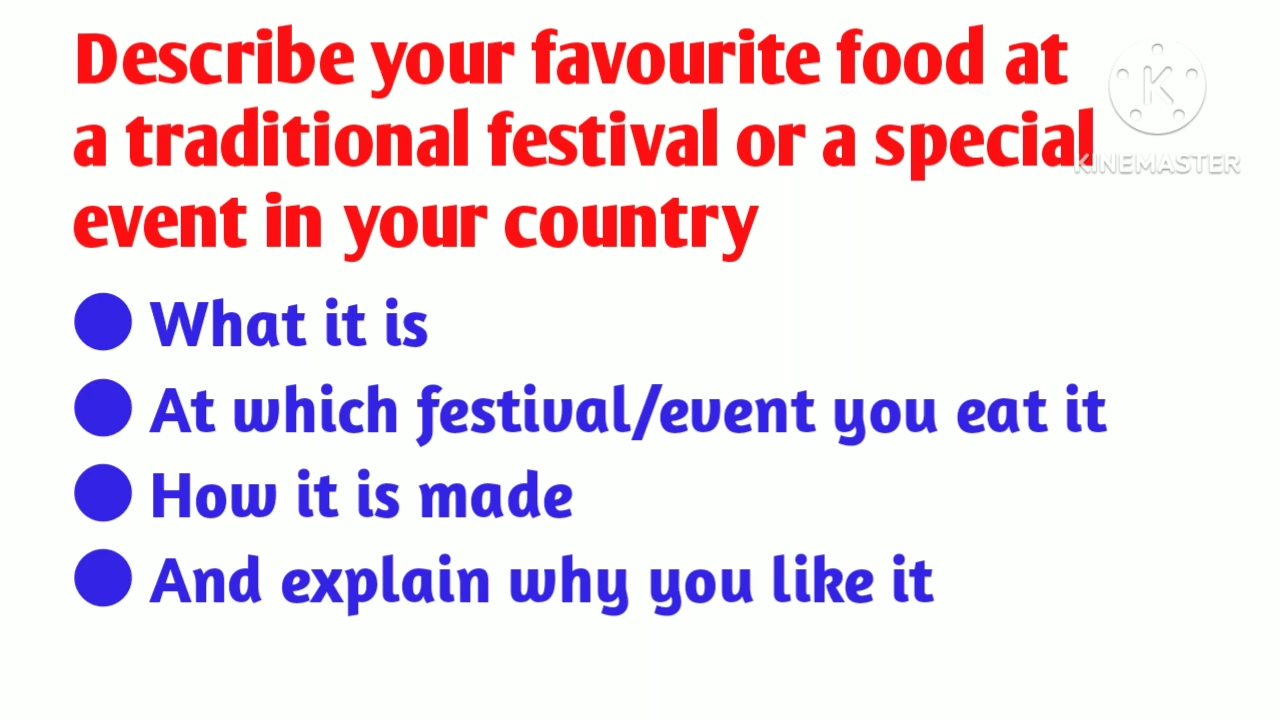 Describe your favourite food at
a traditional festival or a special
event in your country
K
KINEMASTER
What it is
At which festival/event you eat it
How it is made
And explain why you like it